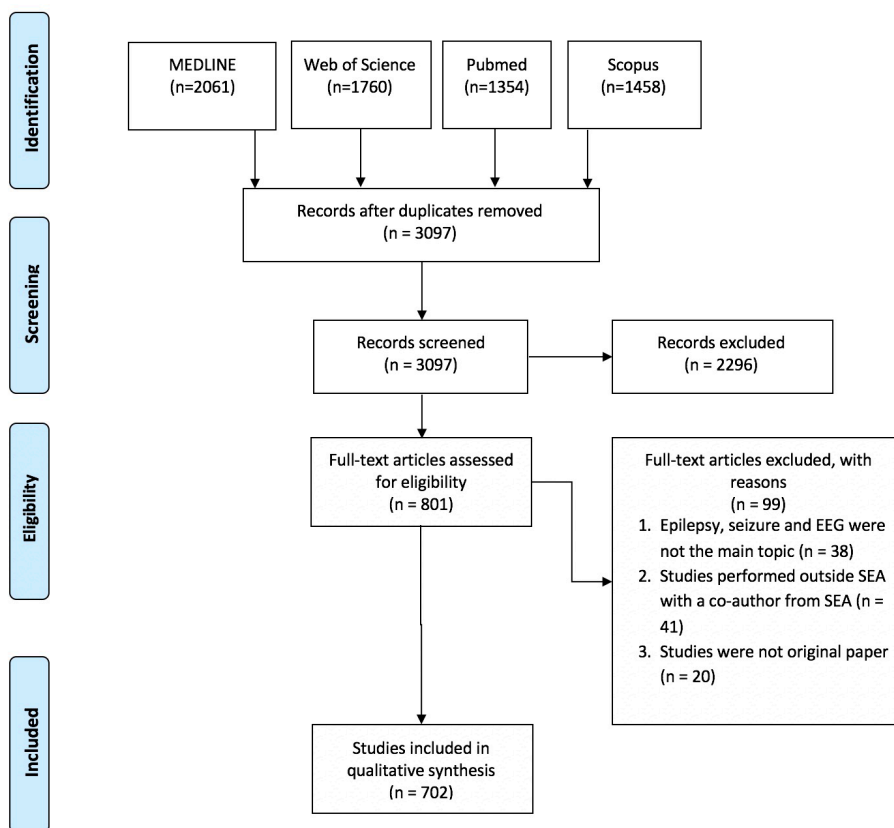 Identification
MEDLINE
(n=2061)
Web of Science
(n=1760)
Pubmed
(n=1354)
Scopus
(n=1458)
Records after duplicates removed
(n = 3097)
Screening
Records screened
(n = 3097)
Records excluded
(n = 2296)
Eligibility
Full-text articles assessed
for eligibility
(n = 801)
Full-text articles excluded, with
reasons
(n = 99)
1. Epilepsy, seizure and EEG were
not the main topic (n = 38)
2. Studies performed outside SEA
with a co-author from SEA (n =
41)
3. Studies were not original paper
(n = 20)
Included
Studies included in
qualitative synthesis
(n = 702)